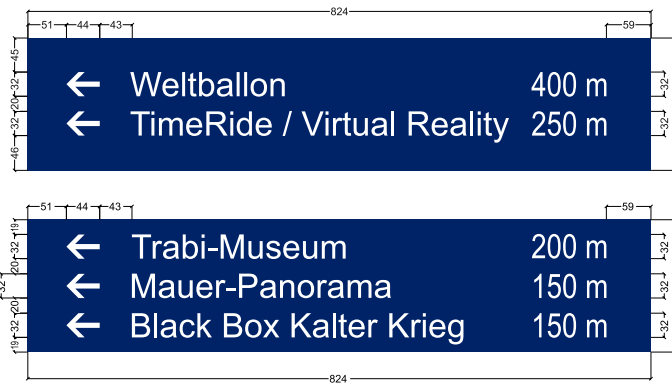 824
51 44 43 59
45
32 ← Weltballon 400 m 32
20
32 ← TimeRide / Virtual Reality 250 m 32
46
51 44 43 59
19
32 ← Trabi-Museum 200 m 32
20
32 ← Mauer-Panorama 150 m
20
32 ← Black Box Kalter Krieg 150 m 32
19
824